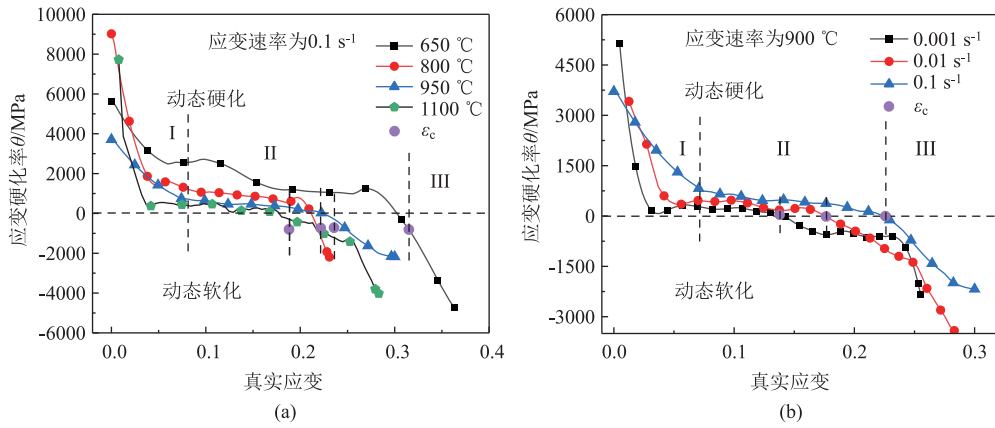 10000
8000
6000
4000
2000
0
-2000
-4000
-6000
应变硬化率θ/MPa
应变速率为0.1 s⁻¹
650 ℃
800 ℃
950 ℃
1100 ℃
εc
动态硬化
I
II
III
动态软化
0.0 0.1 0.2 0.3 0.4
真实应变
(a)
6000
4500
3000
1500
0
-1500
-3000
应变硬化率θ/MPa
应变速率为900 ℃
0.001 s⁻¹
0.01 s⁻¹
0.1 s⁻¹
εc
动态硬化
I
II
III
动态软化
0.0 0.1 0.2 0.3
真实应变
(b)